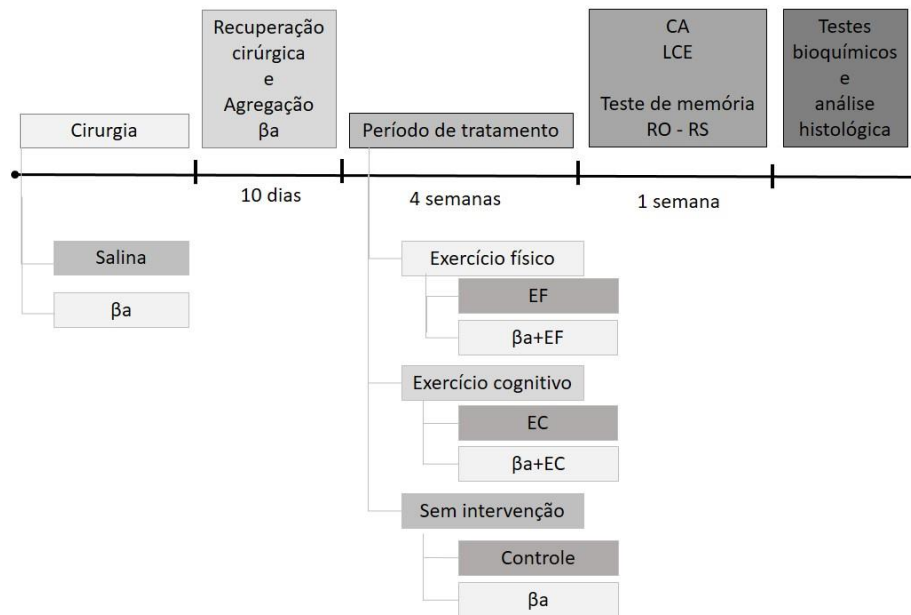 Recuperação
cirúrgica
e
Agregação
βa
CA
LCE
Teste de memória
RO - RS
Testes
bioquímicos
e
análise
histológica
Cirurgia
Período de tratamento
10 dias
4 semanas
1 semana
Salina
βa
Exercício físico
EF
βa+EF
Exercício cognitivo
EC
βa+EC
Sem intervenção
Controle
βa